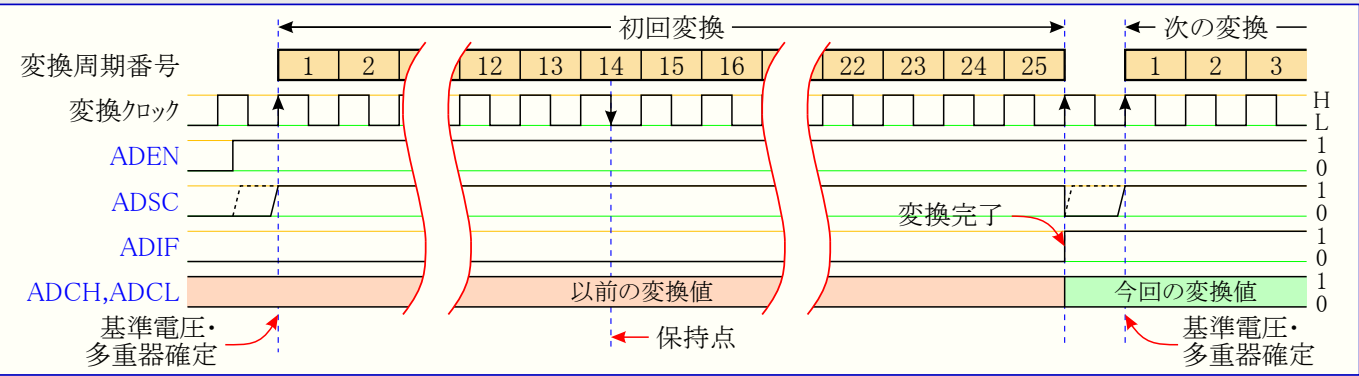 初回変換 次の変換
変換周期番号 1 2 12 13 14 15 16 22 23 24 25 1 2 3
変換クロック H
L
ADEN 1
0
ADSC 1
0
変換完了
ADIF 1
0
ADCH,ADCL 以前の変換値 今回の変換値 1
0
基準電圧・
多重器確定
保持点
基準電圧・
多重器確定